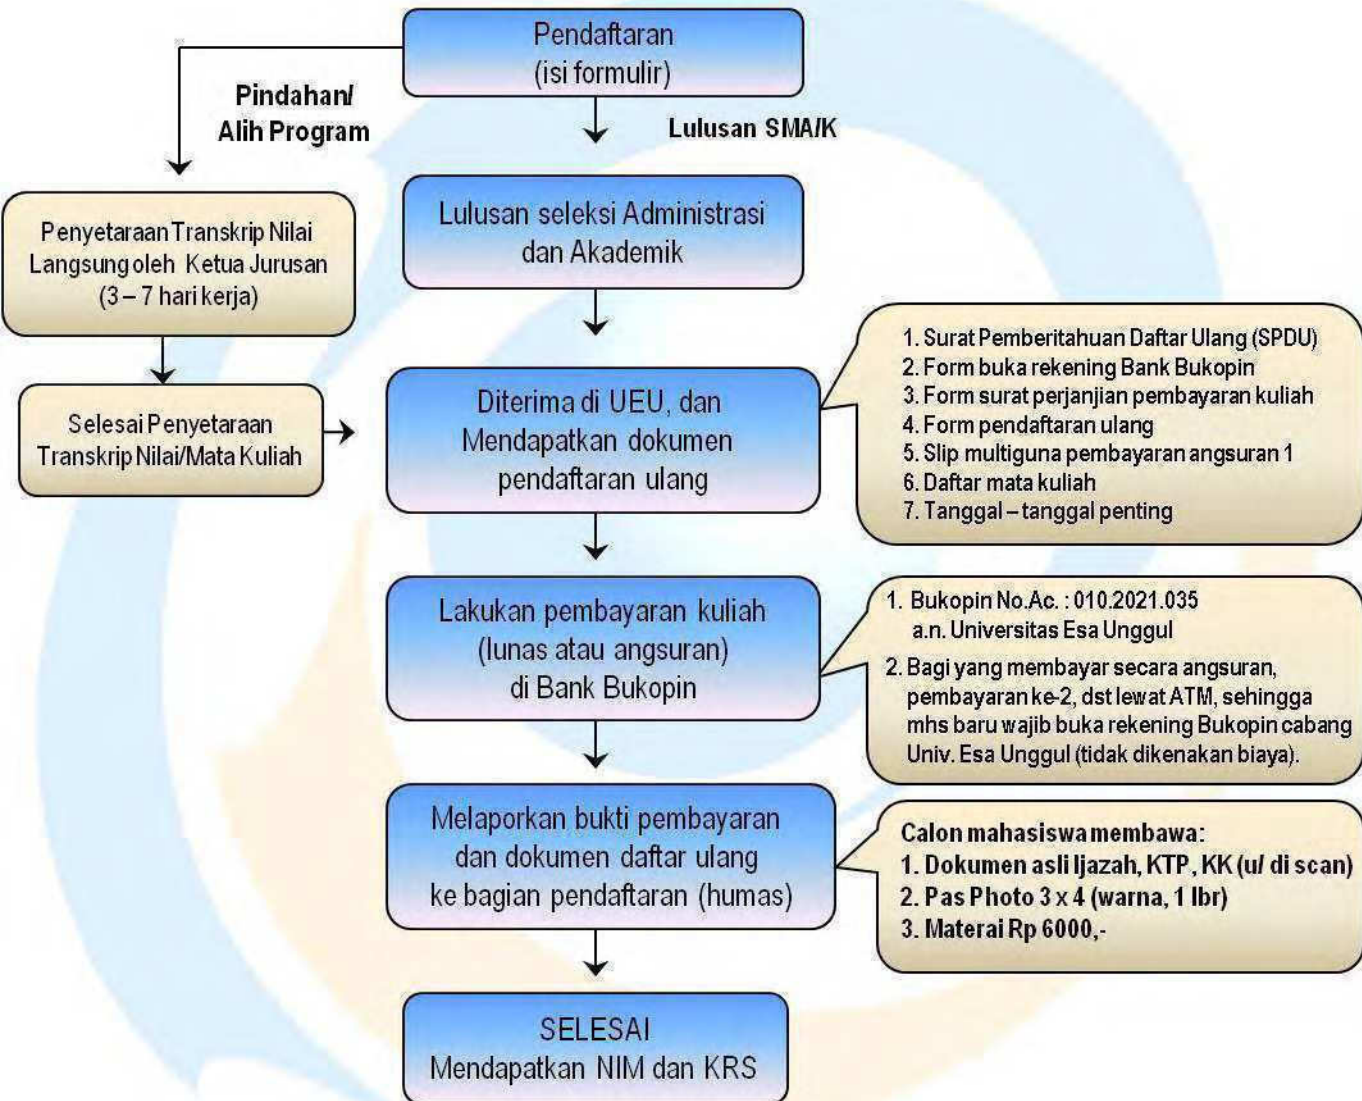 Pendaftaran
(isi formulir)
Pindahan/
Alih Program
Lulusan SMA/K
Penyetaraan Transkrip Nilai
Langsung oleh Ketua Jurusan
(3 – 7 hari kerja)
Lulusan seleksi Administrasi
dan Akademik
Selesai Penyetaraan
Transkrip Nilai/Mata Kuliah
Diterima di UEU, dan
Mendapatkan dokumen
pendaftaran ulang
1. Surat Pemberitahuan Daftar Ulang (SPDU)
2. Form buka rekening Bank Bukopin
3. Form surat perjanjian pembayaran kuliah
4. Form pendaftaran ulang
5. Slip multiguna pembayaran angsuran 1
6. Daftar mata kuliah
7. Tanggal – tanggal penting
Lakukan pembayaran kuliah
(lunas atau angsuran)
di Bank Bukopin
1. Bukopin No.Ac. : 010.2021.035
a.n. Universitas Esa Unggul
2. Bagi yang membayar secara angsuran,
pembayaran ke-2, dst lewat ATM, sehingga
mhs baru wajib buka rekening Bukopin cabang
Univ. Esa Unggul (tidak dikenakan biaya).
Melaporkan bukti pembayaran
dan dokumen daftar ulang
ke bagian pendaftaran (humas)
Calon mahasiswa membawa:
1. Dokumen asli Ijazah, KTP, KK (u/ di scan)
2. Pas Photo 3 x 4 (warna, 1 lbr)
3. Materai Rp 6000,-
SELESAI
Mendapatkan NIM dan KRS